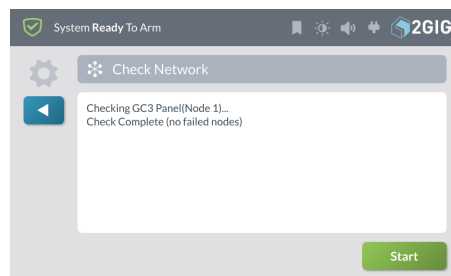 System Ready To Arm
2GIG
Check Network
Checking GC3 Panel(Node 1)...
Check Complete (no failed nodes)
Start